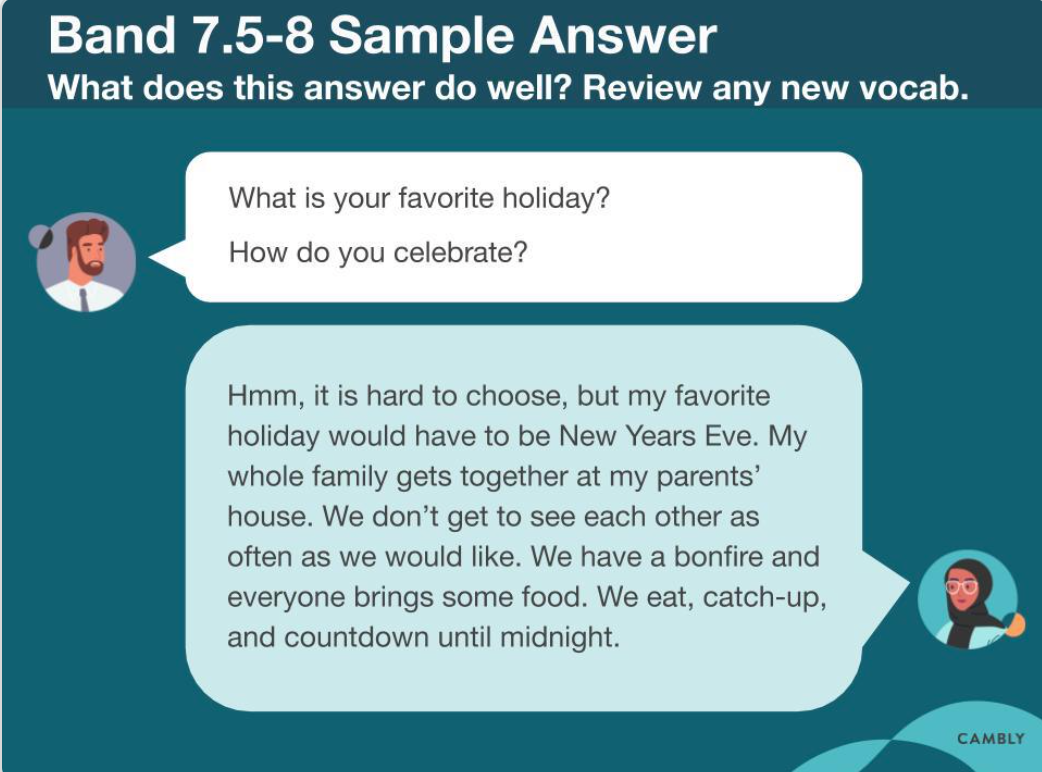 Band 7.5-8 Sample Answer
What does this answer do well? Review any new vocab.
What is your favorite holiday?
How do you celebrate?
Hmm, it is hard to choose, but my favorite
holiday would have to be New Years Eve. My
whole family gets together at my parents’
house. We don’t get to see each other as
often as we would like. We have a bonfire and
everyone brings some food. We eat, catch-up,
and countdown until midnight.
CAMBLY